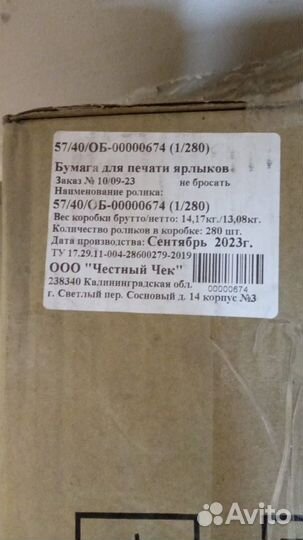 57/40/ОБ-00000674 (1/280)
Бумага для печати ярлыков
Заказ № 10/09-23 не бросать
Наименование ролика:
57/40/ОБ-00000674 (1/280)
Вес коробки брутто/нетто: 14,17кг./13,08кг.
Количество роликов в коробке: 280 шт.
Дата производства: Сентябрь 2023г.
ТУ 17.29.11-004-28600279-2019
ООО "Честный Чек"
238340 Калининградская обл.
г. Светлый пер. Сосновый д. 14 корпус №3
00000674
Avito